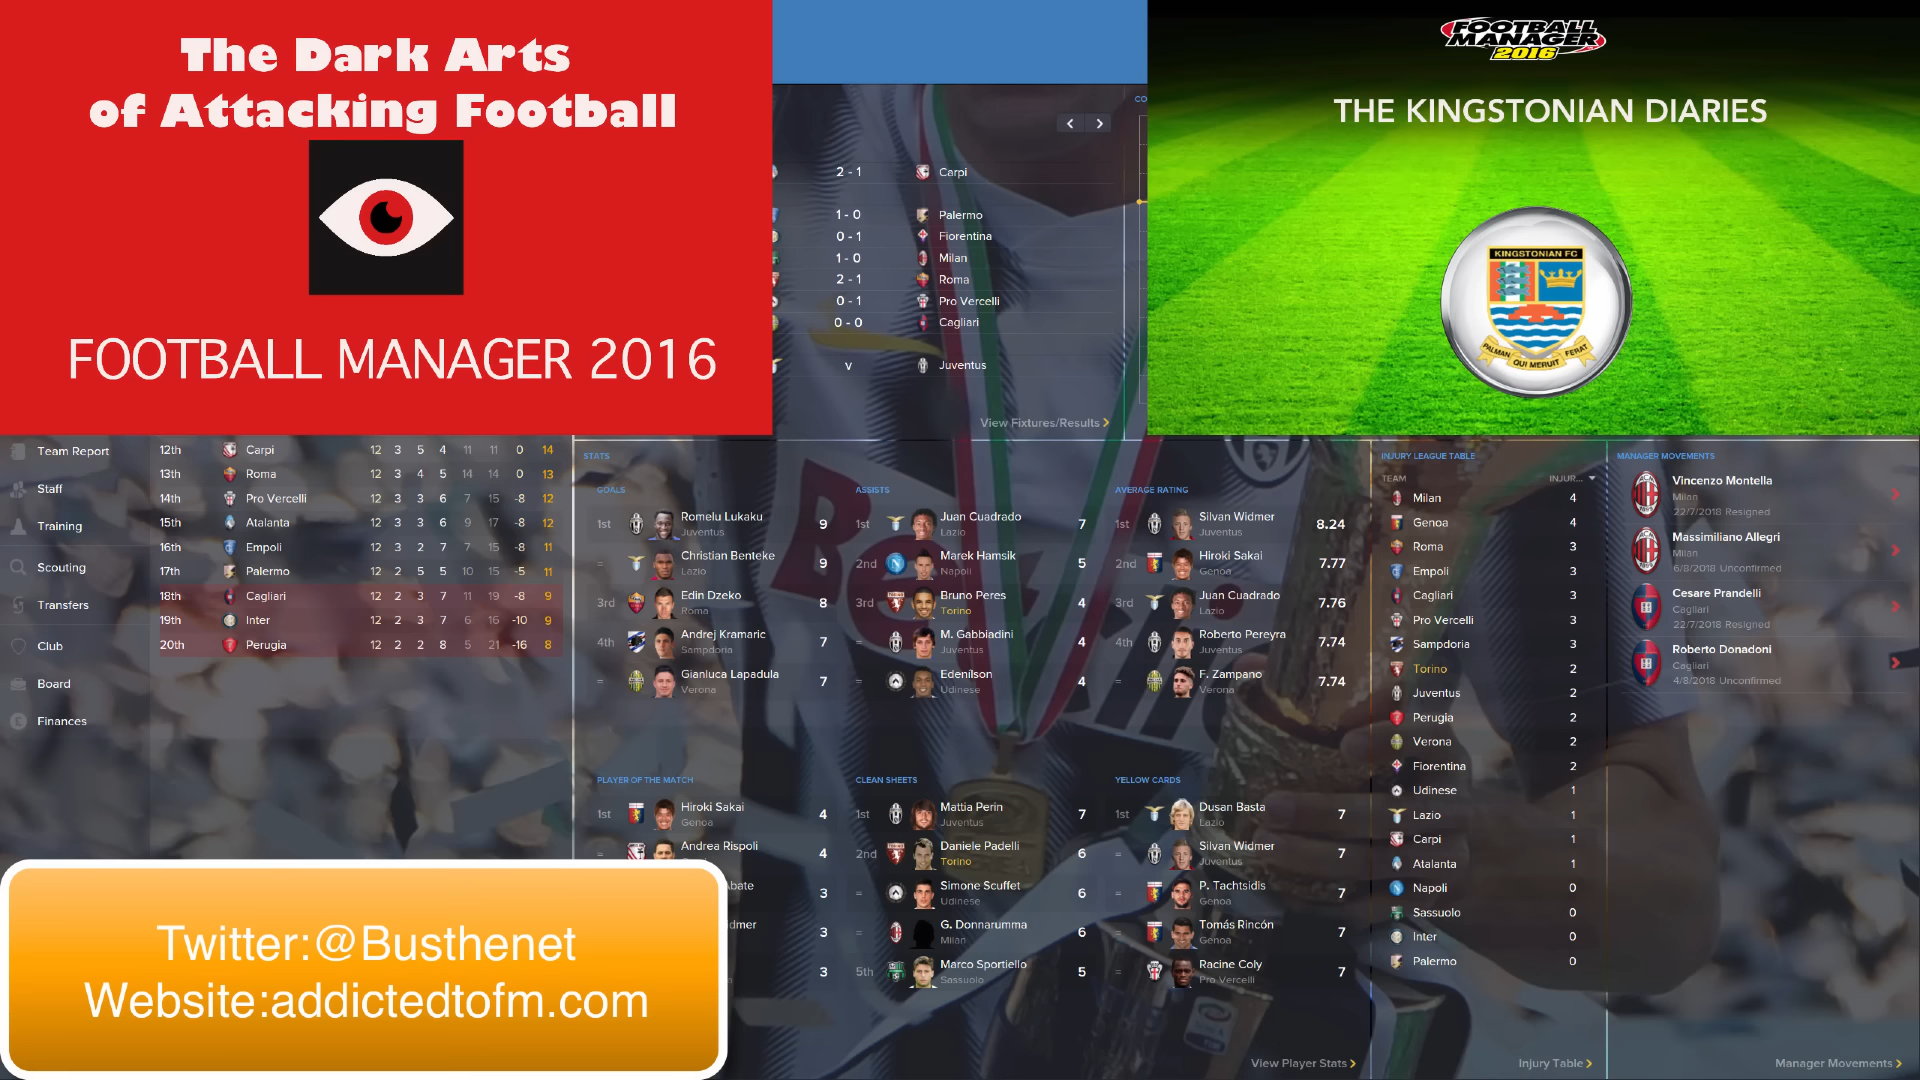 The Dark Arts
of Attacking Football
FOOTBALL MANAGER 2016
CO
2 - 1 Carpi
1 - 0 Palermo
0 - 1 Fiorentina
1 - 0 Milan
2 - 1 Roma
0 - 1 Pro Vercelli
0 - 0 Cagliari
v Juventus
View Fixtures/Results
FOOTBALL
MANAGER
2016
THE KINGSTONIAN DIARIES
KINGSTONIAN FC
PALMAM QUI MERUIT FERAT
Team Report
Staff
Training
Scouting
Transfers
Club
Board
Finances
12th Carpi 12 3 5 4 11 11 0 14
13th Roma 12 3 4 5 14 14 0 13
14th Pro Vercelli 12 3 3 6 7 15 -8 12
15th Atalanta 12 3 3 6 9 17 -8 12
16th Empoli 12 3 2 7 7 15 -8 11
17th Palermo 12 2 5 5 10 15 -5 11
18th Cagliari 12 2 3 7 11 19 -8 9
19th Inter 12 2 3 7 6 16 -10 9
20th Perugia 12 2 2 8 5 21 -16 8
STATS
GOALS
1st Romelu Lukaku 9
Juventus
= Christian Benteke 9
Lazio
3rd Edin Dzeko 8
Roma
4th Andrej Kramaric 7
Sampdoria
= Gianluca Lapadula 7
Verona
ASSISTS
1st Juan Cuadrado 7
Lazio
2nd Marek Hamsik 5
Napoli
3rd Bruno Peres 4
Torino
= M. Gabbiadini 4
Juventus
= Edenílson 4
Udinese
AVERAGE RATING
1st Silvan Widmer 8.24
Juventus
2nd Hiroki Sakai 7.77
Genoa
3rd Juan Cuadrado 7.76
Lazio
4th Roberto Pereyra 7.74
Juventus
= F. Zampano 7.74
Verona
PLAYER OF THE MATCH
1st Hiroki Sakai 4
Genoa
= Andrea Rispoli 4
bate 3
dmer 3
3
CLEAN SHEETS
1st Mattia Perin 7
Juventus
2nd Daniele Padelli 6
Torino
= Simone Scuffet 6
Udinese
= G. Donnarumma 6
Milan
5th Marco Sportiello 5
Sassuolo
YELLOW CARDS
1st Dusan Basta 7
Lazio
= Silvan Widmer 7
Juventus
= P. Tachtsidis 7
Genoa
= Tomás Rincón 7
Genoa
= Racine Coly 7
Pro Vercelli
View Player Stats
INJURY LEAGUE TABLE
TEAM INJUR...
Milan 4
Genoa 4
Roma 3
Empoli 3
Cagliari 3
Pro Vercelli 3
Sampdoria 3
Torino 2
Juventus 2
Perugia 2
Verona 2
Fiorentina 2
Udinese 1
Lazio 1
Carpi 1
Atalanta 1
Napoli 0
Sassuolo 0
Inter 0
Palermo 0
Injury Table
MANAGER MOVEMENTS
Vincenzo Montella
Milan
22/7/2018 Resigned
Massimiliano Allegri
Milan
6/8/2018 Unconfirmed
Cesare Prandelli
Cagliari
22/7/2018 Resigned
Roberto Donadoni
Cagliari
4/8/2018 Unconfirmed
Manager Movements
Twitter:@Busthenet
Website:addictedtofm.com